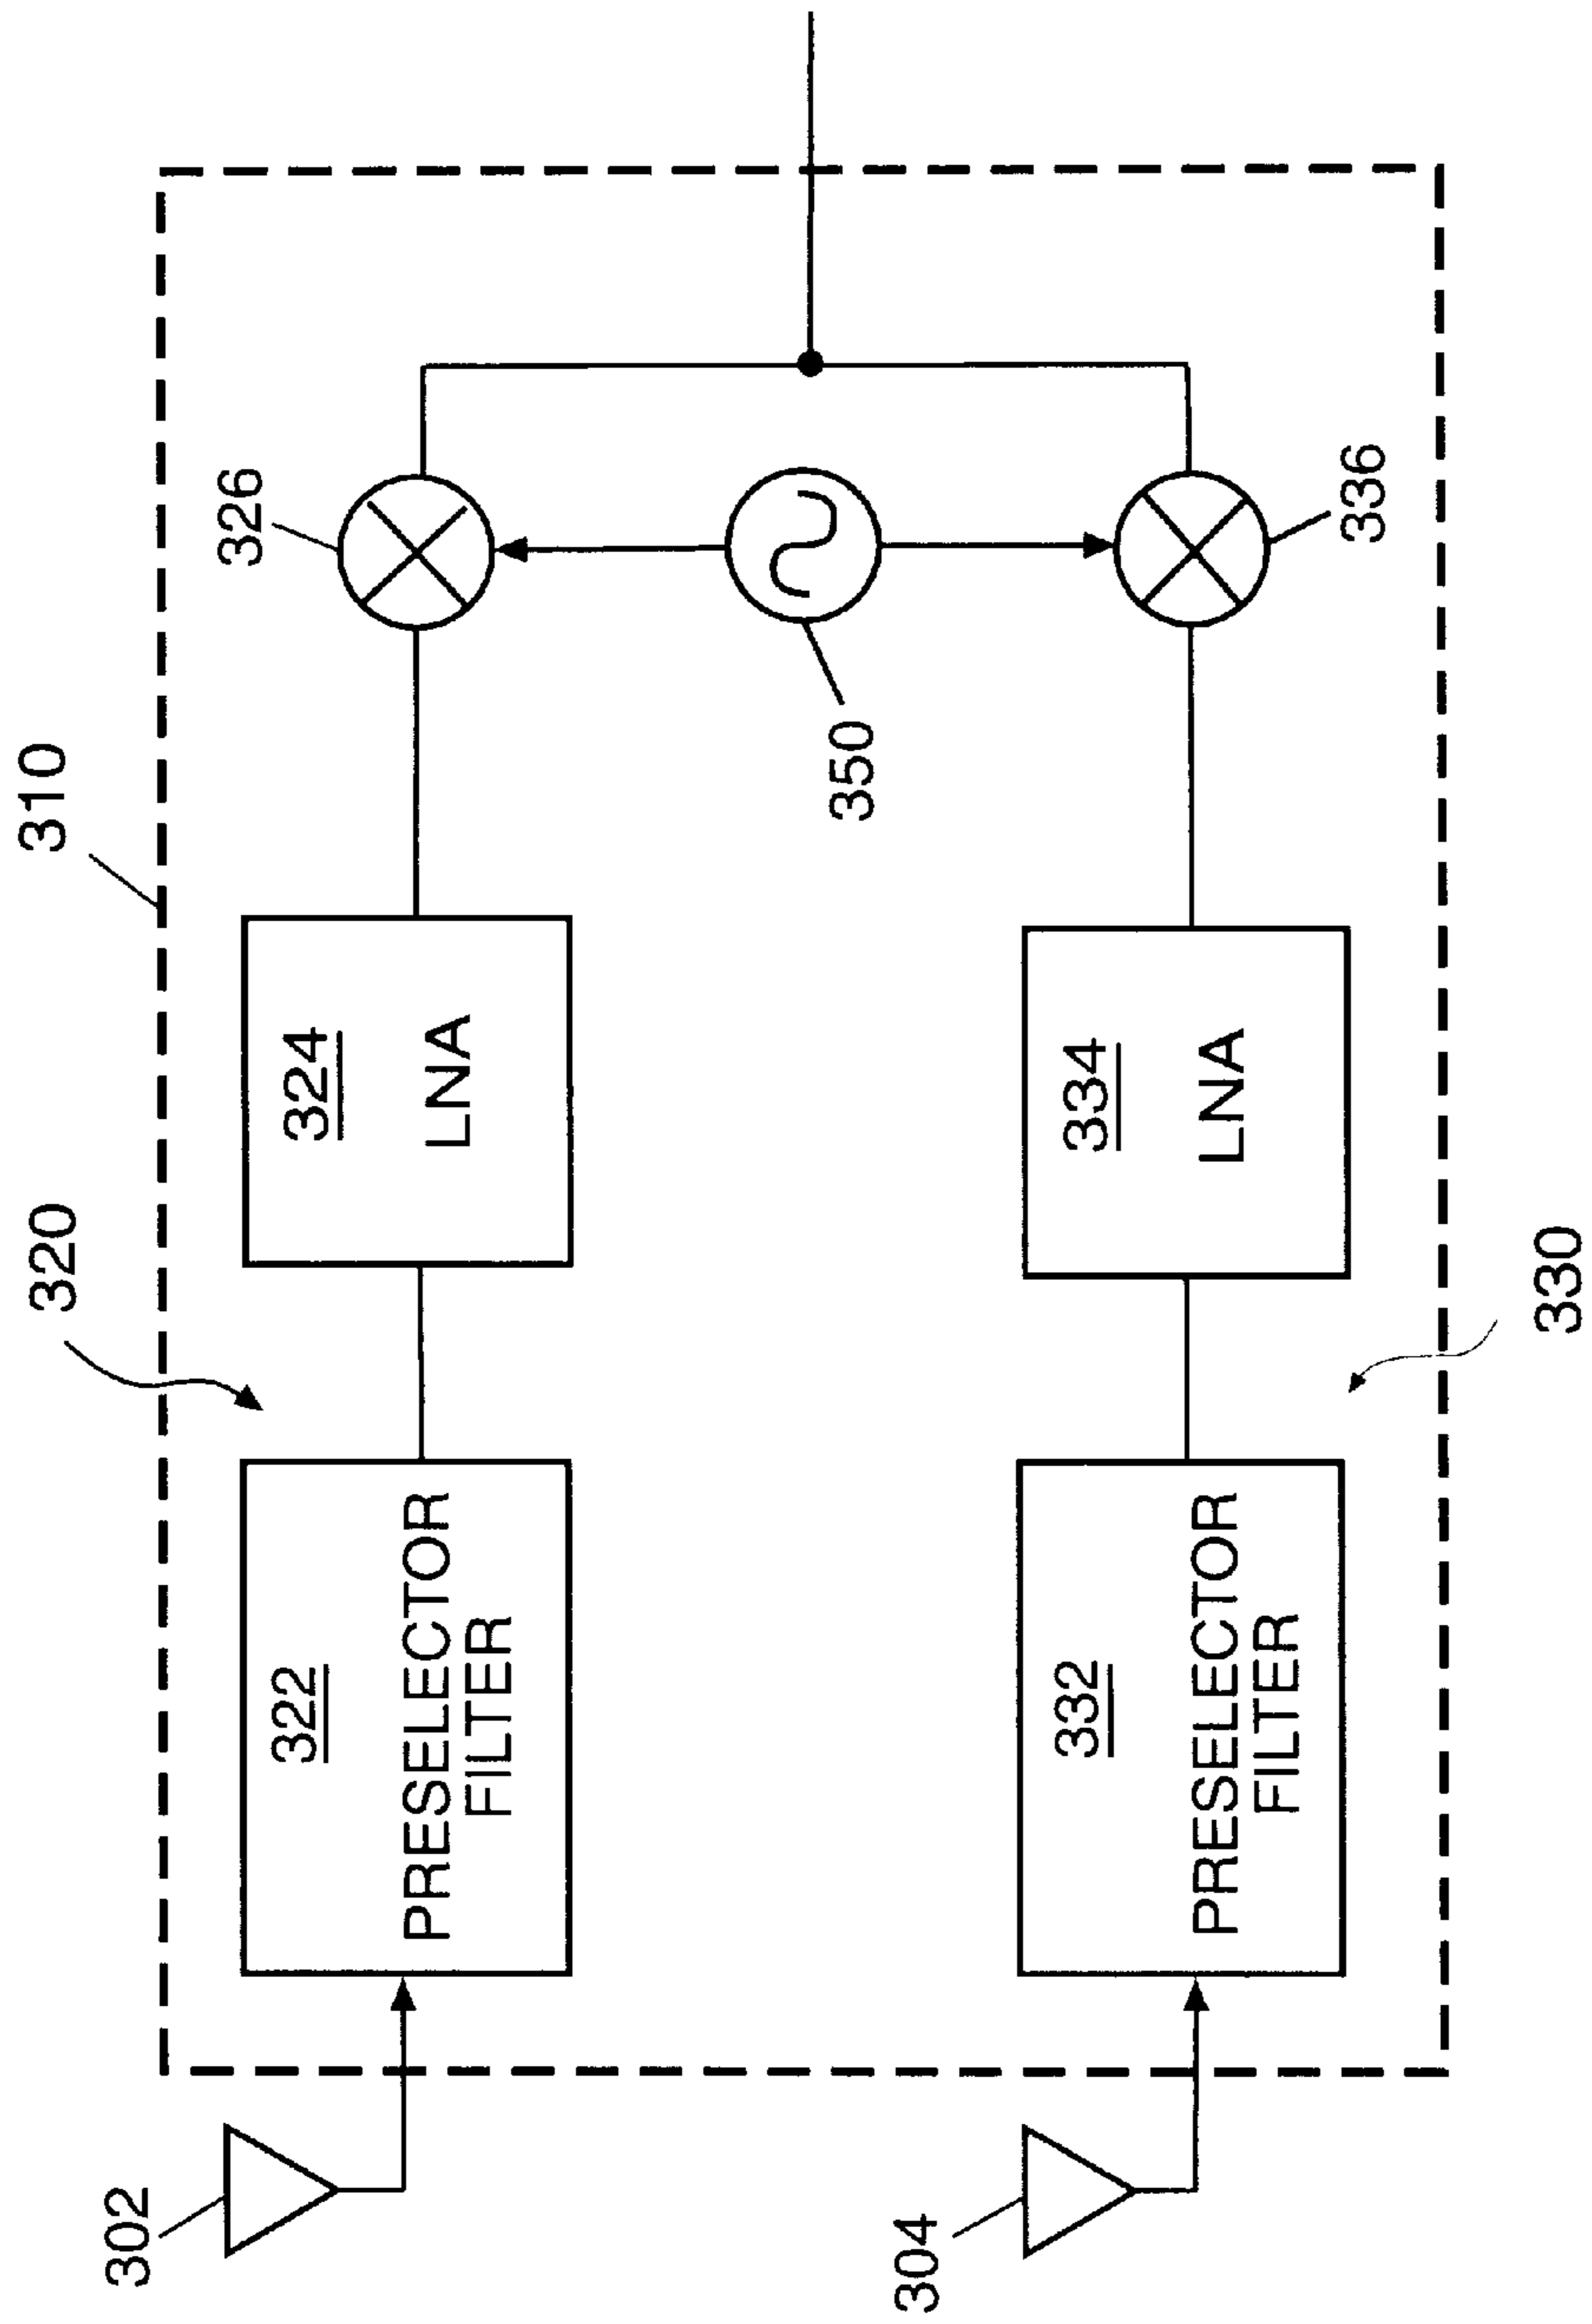 310
320
326
322
PRESELECTOR
FILTER
324
LNA
302
350
332
PRESELECTOR
FILTER
334
LNA
336
304
330